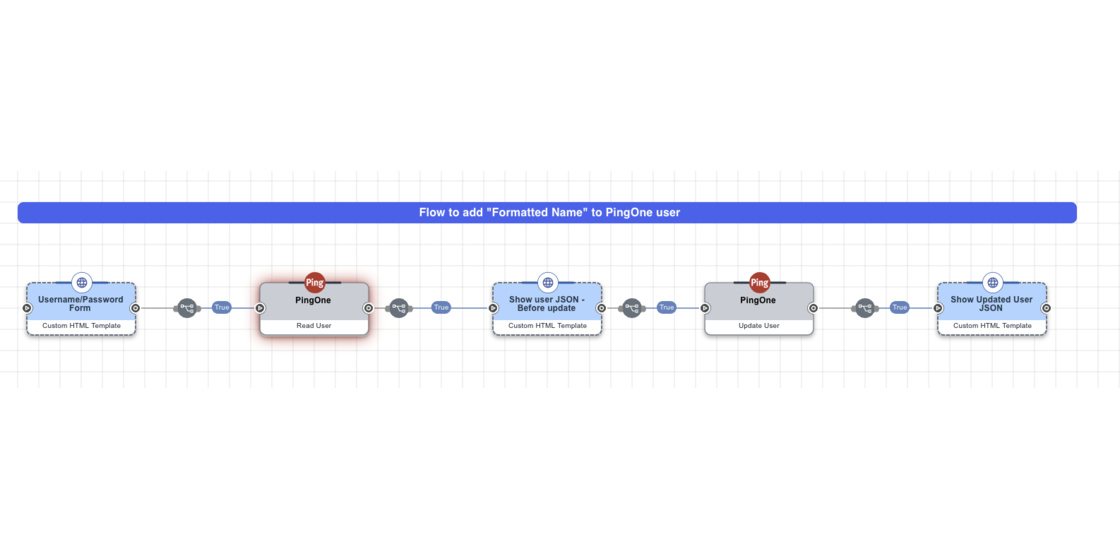 Flow to add "Formatted Name" to PingOne user
Username/Password
Form
Custom HTML Template
True
Ping
PingOne
Read User
True
Show user JSON -
Before update
Custom HTML Template
True
Ping
PingOne
Update User
True
Show Updated User
JSON
Custom HTML Template